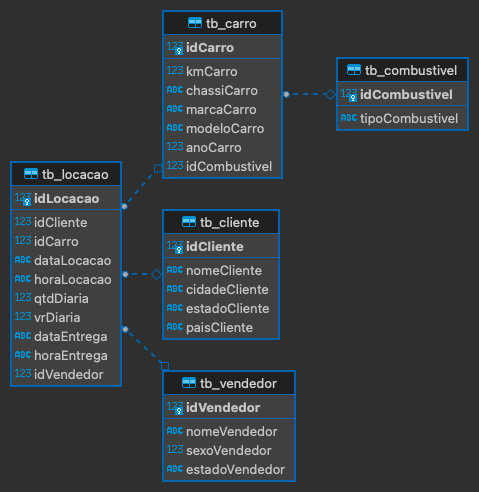 tb_carro
123 idCarro
123 kmCarro
ABC chassiCarro
ABC marcaCarro
ABC modeloCarro
123 anoCarro
123 idCombustivel
tb_combustivel
123 idCombustivel
ABC tipoCombustivel
tb_locacao
123 idLocacao
123 idCliente
123 idCarro
ABC dataLocacao
ABC horaLocacao
123 qtdDiaria
123 vrDiaria
ABC dataEntrega
ABC horaEntrega
123 idVendedor
tb_cliente
123 idCliente
ABC nomeCliente
ABC cidadeCliente
ABC estadoCliente
ABC paisCliente
tb_vendedor
123 idVendedor
ABC nomeVendedor
123 sexoVendedor
ABC estadoVendedor